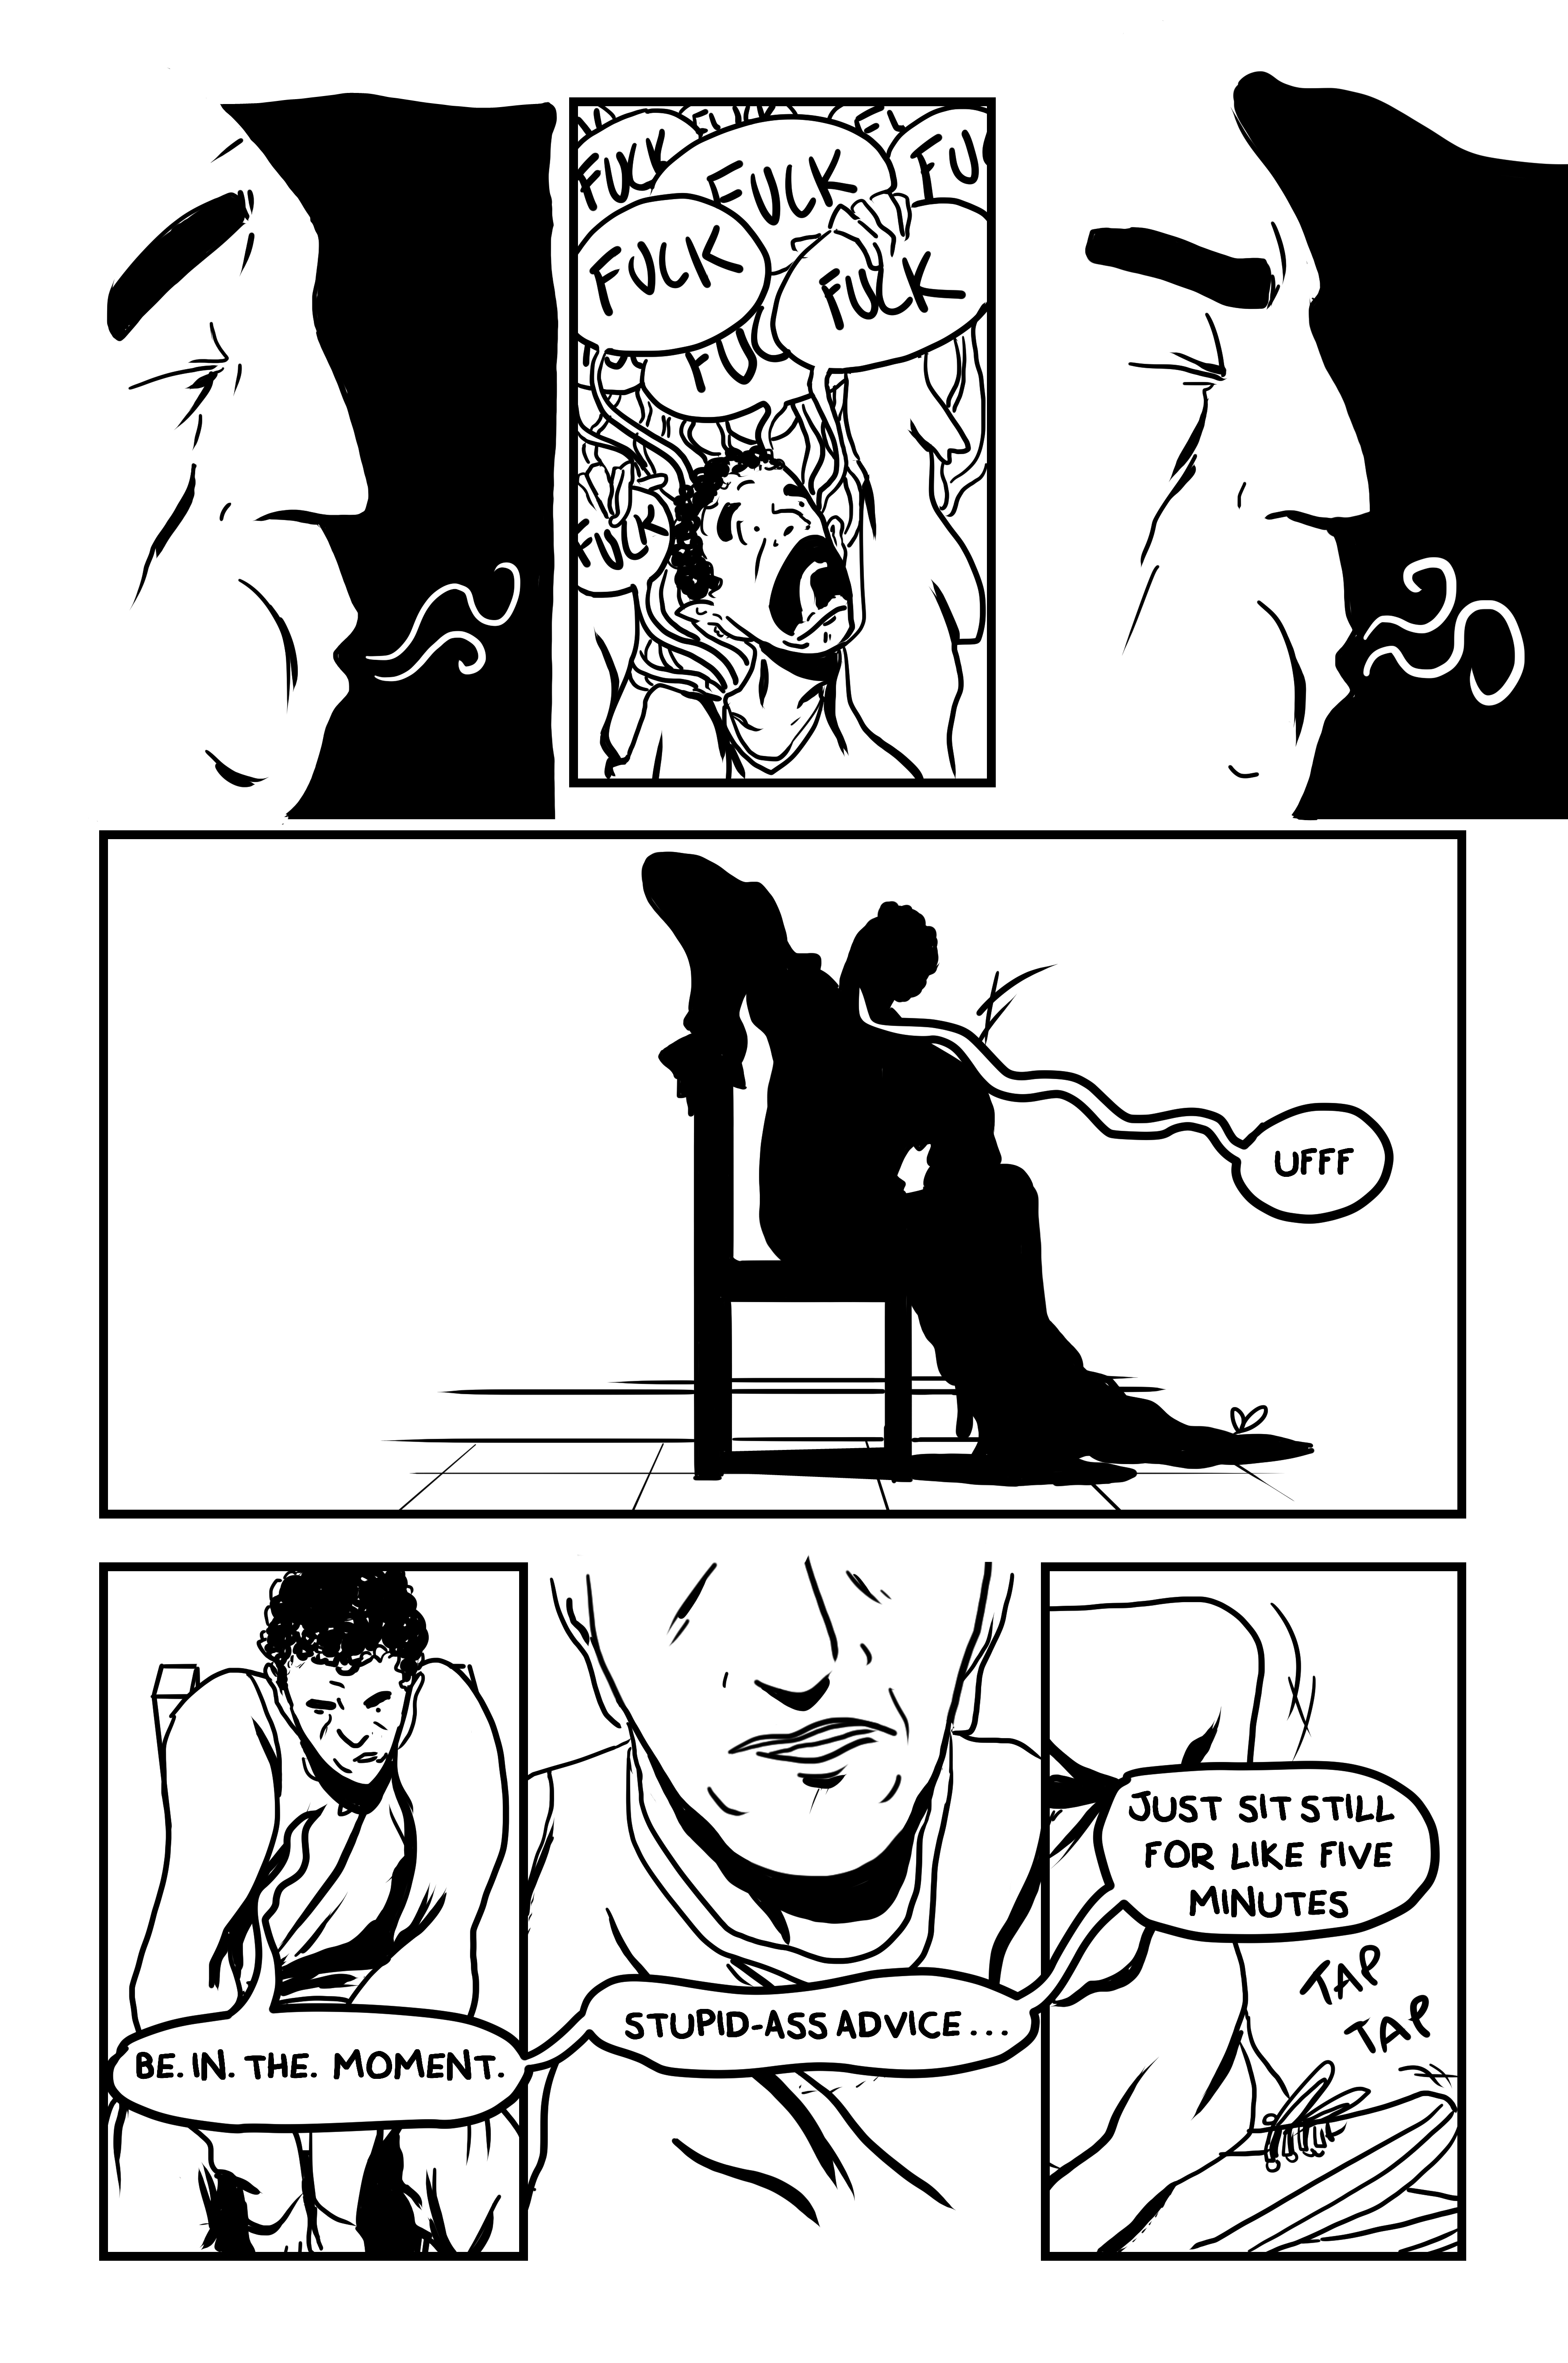 FUCK
FUCK
FU
FUCK
FUCK
FUC
FUCK
UFFF
BE. IN. THE. MOMENT.
STUPID-ASS ADVICE...
JUST SIT STILL
FOR LIKE FIVE
MINUTES
TAP
TAP